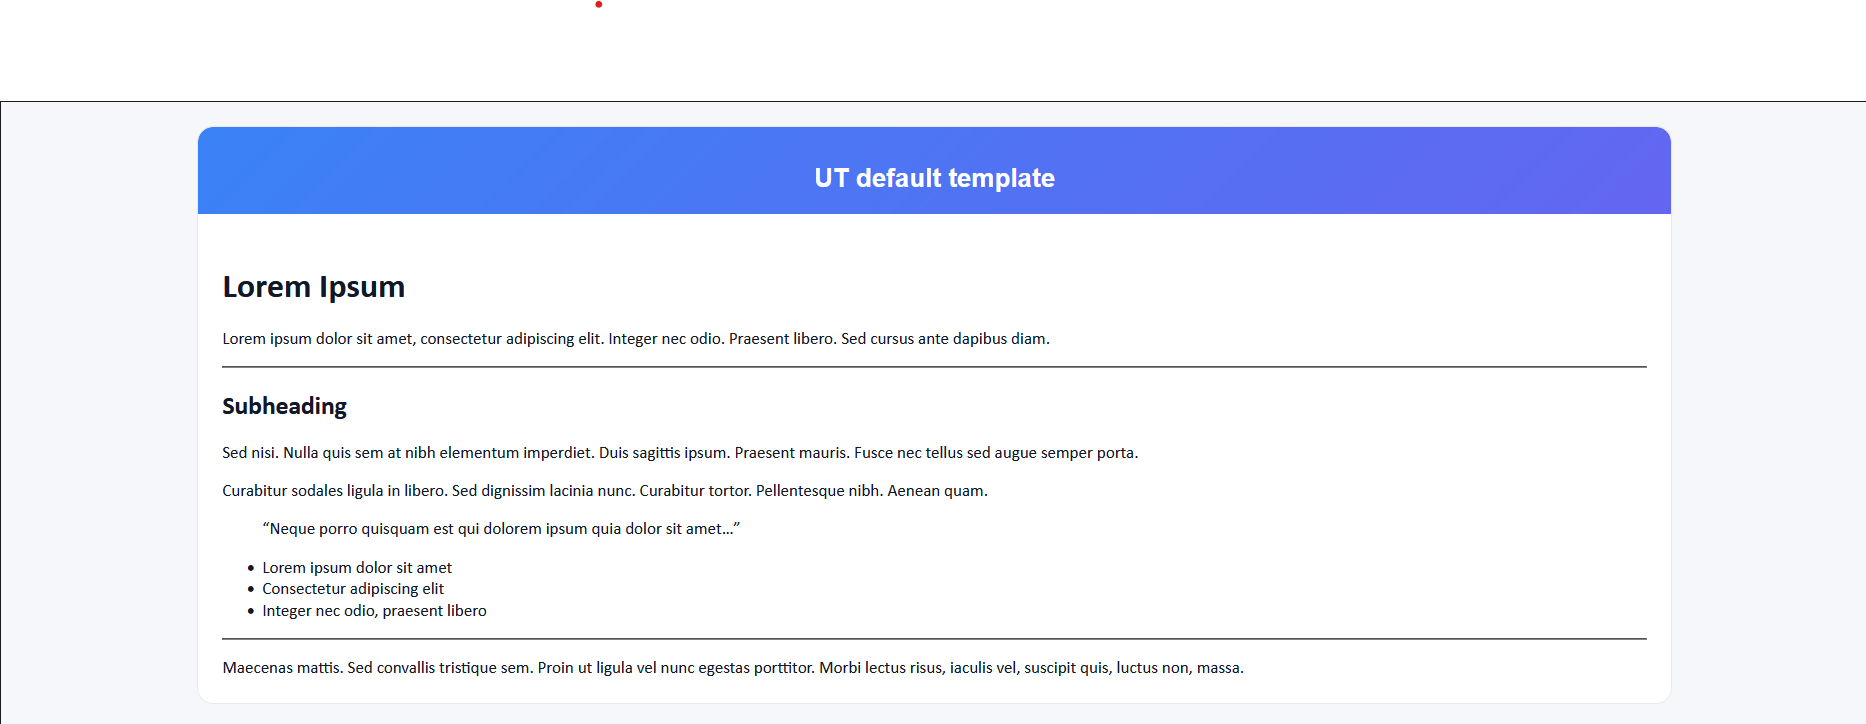 UT default template
Lorem Ipsum
Lorem ipsum dolor sit amet, consectetur adipiscing elit. Integer nec odio. Praesent libero. Sed cursus ante dapibus diam.
Subheading
Sed nisi. Nulla quis sem at nibh elementum imperdiet. Duis sagittis ipsum. Praesent mauris. Fusce nec tellus sed augue semper porta.
Curabitur sodales ligula in libero. Sed dignissim lacinia nunc. Curabitur tortor. Pellentesque nibh. Aenean quam.
“Neque porro quisquam est qui dolorem ipsum quia dolor sit amet…”
• Lorem ipsum dolor sit amet
• Consectetur adipiscing elit
• Integer nec odio, praesent libero
Maecenas mattis. Sed convallis tristique sem. Proin ut ligula vel nunc egestas porttitor. Morbi lectus risus, iaculis vel, suscipit quis, luctus non, massa.